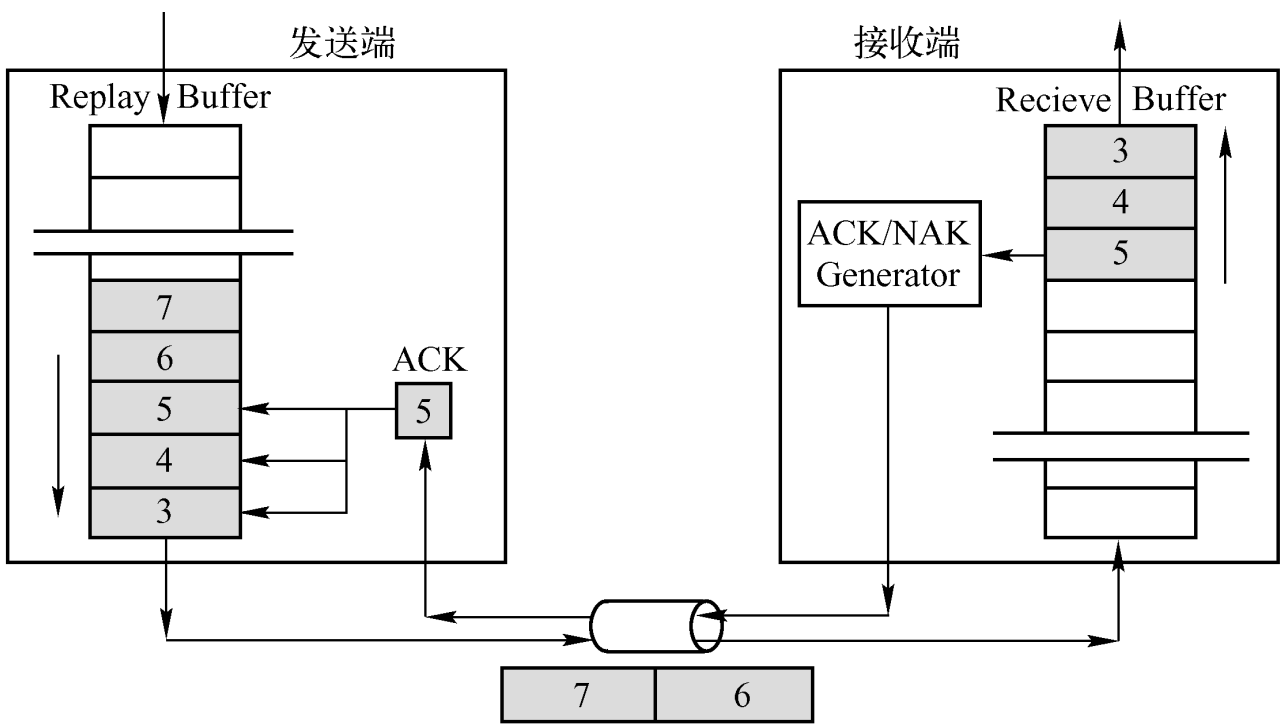 发送端
接收端
Replay Buffer
Recieve Buffer
3
4
5
ACK/NAK
Generator
7
6
5
4
3
ACK
5
7 6